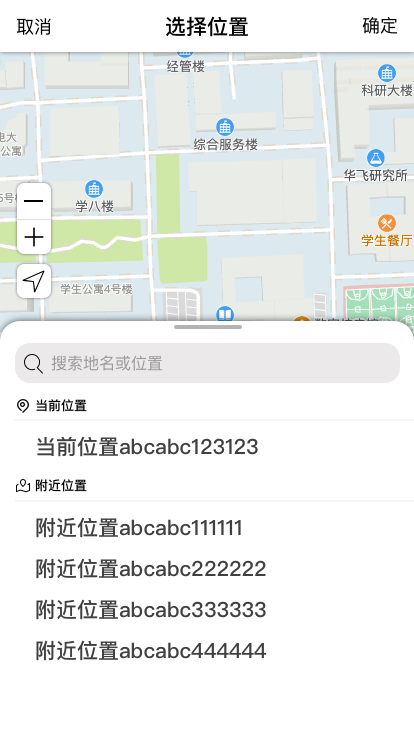 取消
选择位置
确定
经管楼
科研大楼
综合服务楼
电大
公寓
华飞研究所
学八楼
学生餐厅
学生公寓4号楼
搜索地名或位置
当前位置
当前位置abcabc123123
附近位置
附近位置abcabc111111
附近位置abcabc222222
附近位置abcabc333333
附近位置abcabc444444